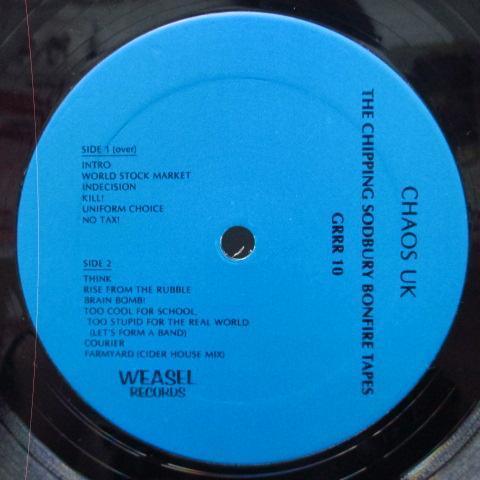 SIDE 1 (over)
INTRO
WORLD STOCK MARKET
INDECISION
KILL!
UNIFORM CHOICE
NO TAX!
SIDE 2
THINK
RISE FROM THE RUBBLE
BRAIN BOMB!
TOO COOL FOR SCHOOL,
TOO STUPID FOR THE REAL WORLD
(LET'S FORM A BAND)
COURIER
FARMYARD (CIDER HOUSE MIX)
WEASEL
RECORDS
CHAOS UK
THE CHIPPING SODBURY BONFIRE TAPES
GRRR 10